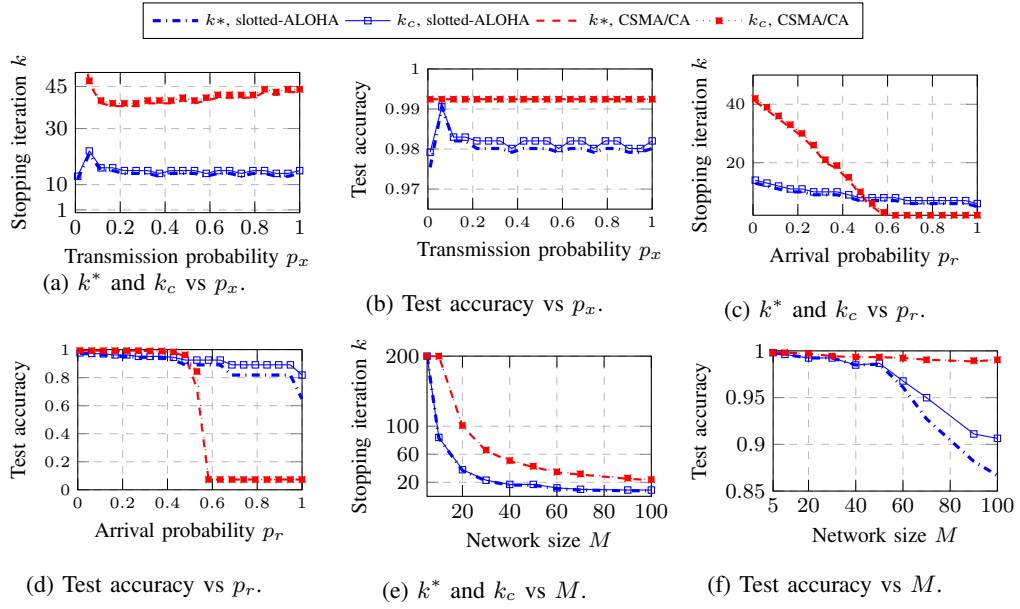 k*, slotted-ALOHA k_c, slotted-ALOHA k*, CSMA/CA k_c, CSMA/CA
Stopping iteration k
45
30
10
1
0 0.2 0.4 0.6 0.8 1
Transmission probability p_x
(a) k* and k_c vs p_x.
Test accuracy
1
0.99
0.98
0.97
0 0.2 0.4 0.6 0.8 1
Transmission probability p_x
(b) Test accuracy vs p_x.
Stopping iteration k
40
20
0 0.2 0.4 0.6 0.8 1
Arrival probability p_r
(c) k* and k_c vs p_r.
Test accuracy
1
0.8
0.6
0.4
0.2
0
0 0.2 0.4 0.6 0.8 1
Arrival probability p_r
(d) Test accuracy vs p_r.
Stopping iteration k
200
100
60
20
20 40 60 80 100
Network size M
(e) k* and k_c vs M.
Test accuracy
1
0.95
0.9
0.85
5 20 40 60 80 100
Network size M
(f) Test accuracy vs M.